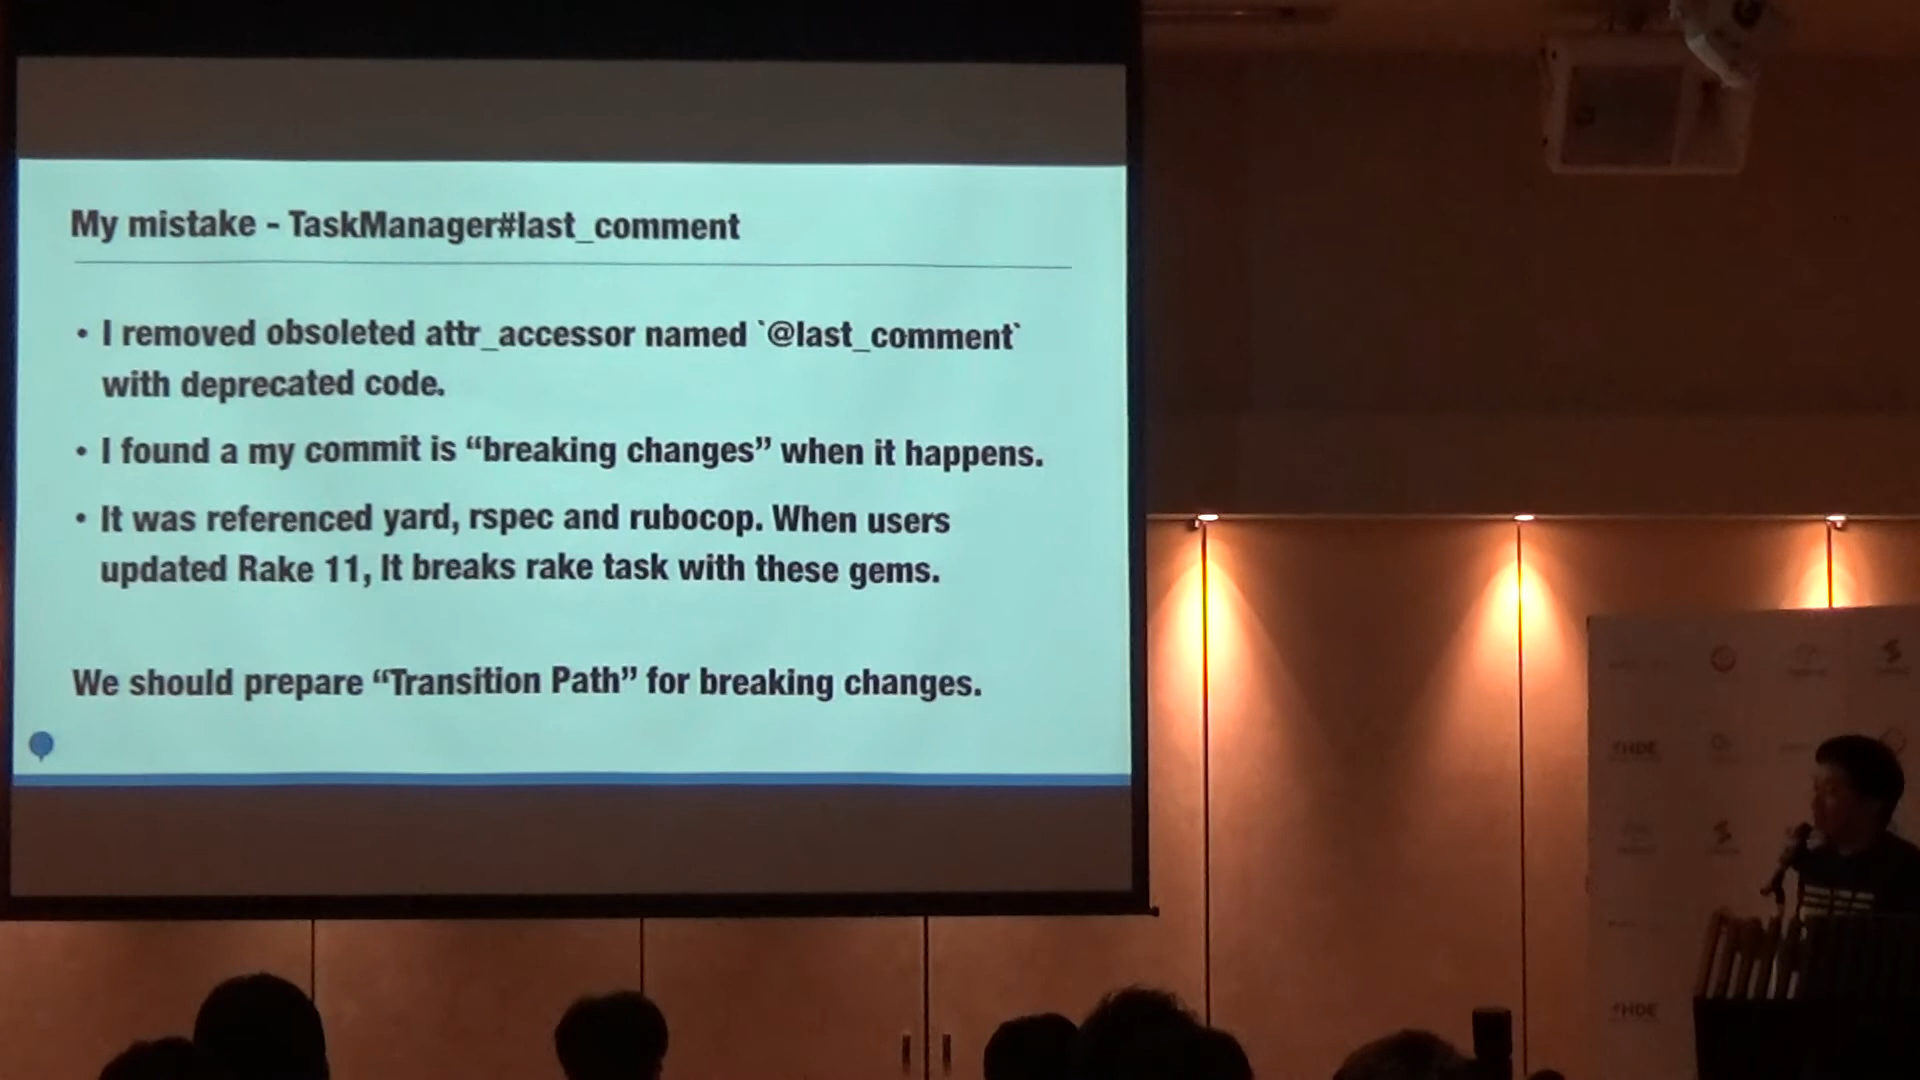 My mistake - TaskManager#last_comment
• I removed obsoleted attr_accessor named `@last_comment`
with deprecated code.
• I found a my commit is “breaking changes” when it happens.
• It was referenced yard, rspec and rubocop. When users
updated Rake 11, It breaks rake task with these gems.
We should prepare “Transition Path” for breaking changes.
HDE
HDE